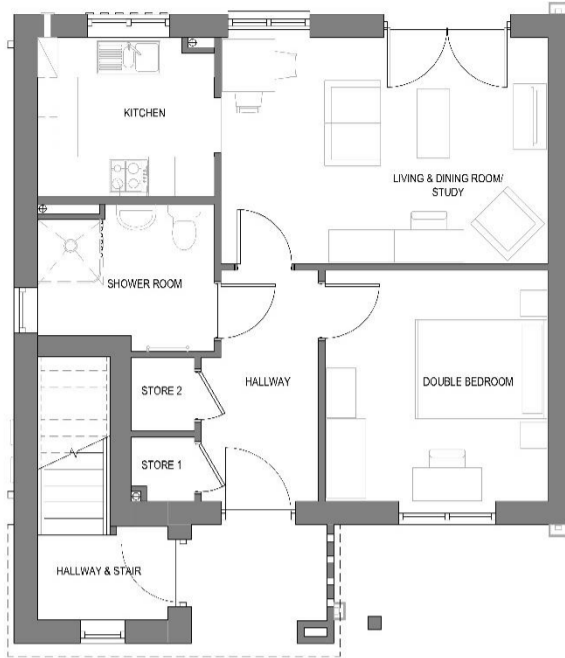 KITCHEN
LIVING & DINING ROOM/
STUDY
SHOWER ROOM
STORE 2
HALLWAY
DOUBLE BEDROOM
STORE 1
HALLWAY & STAIR